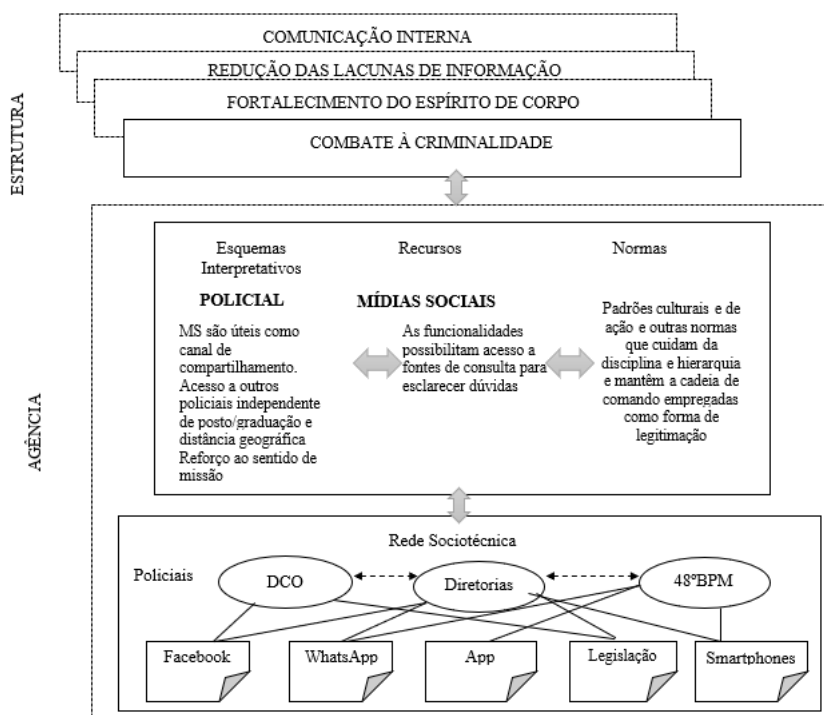 COMUNICAÇÃO INTERNA
REDUÇÃO DAS LACUNAS DE INFORMAÇÃO
FORTALECIMENTO DO ESPÍRITO DE CORPO
COMBATE À CRIMINALIDADE
ESTRUTURA
AGÊNCIA
Esquemas
Interpretativos
POLICIAL
MS são úteis como
canal de
compartilhamento.
Acesso a outros
policiais independente
de posto/graduação e
distância geográfica
Reforço ao sentido de
missão
Recursos
MÍDIAS SOCIAIS
As funcionalidades
possibilitam acesso a
fontes de consulta para
esclarecer dúvidas
Normas
Padrões culturais e de
ação e outras normas
que cuidam da
disciplina e hierarquia
e mantêm a cadeia de
comando empregadas
como forma de
legitimação
Rede Sociotécnica
Policiais
DCO
Diretorias
48ºBPM
Facebook
WhatsApp
App
Legislação
Smartphones